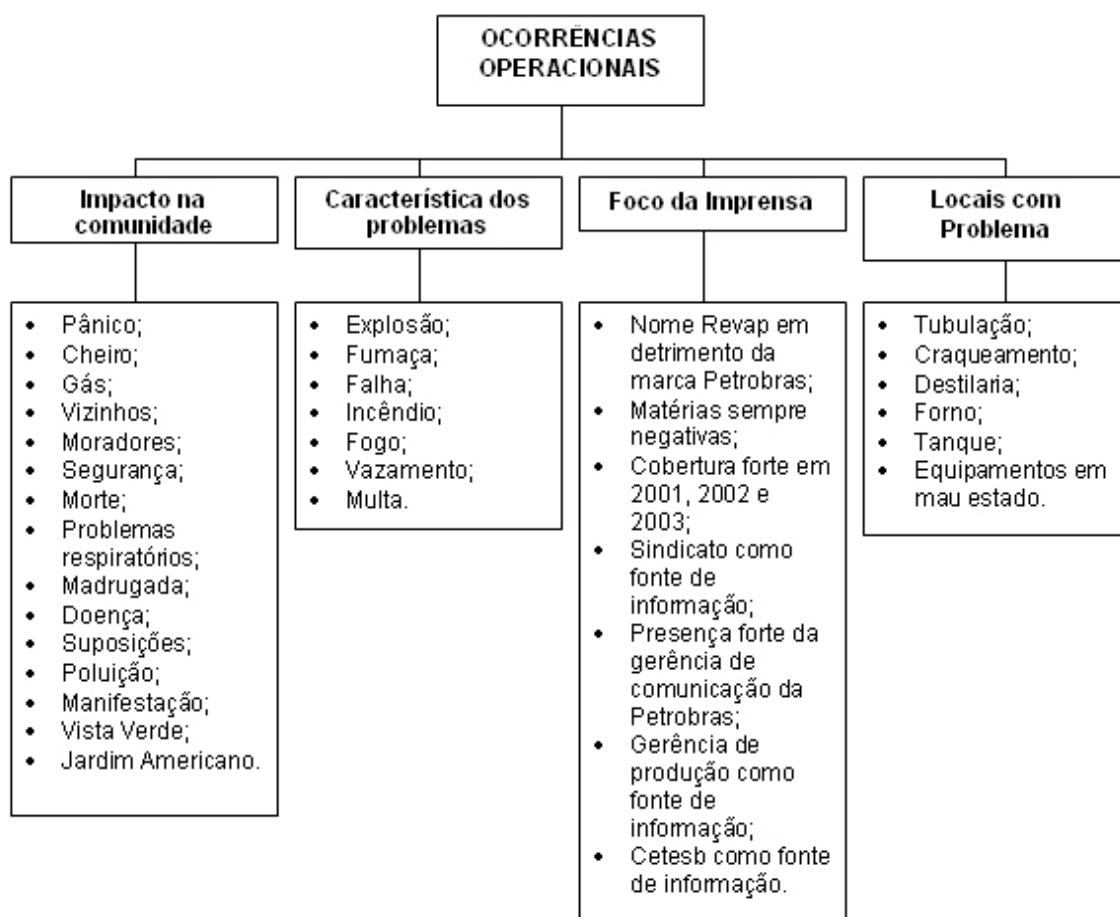 OCORRÊNCIAS
OPERACIONAIS
Impacto na
comunidade
Característica dos
problemas
Foco da Imprensa
Locais com
Problema
• Pânico;
• Cheiro;
• Gás;
• Vizinhos;
• Moradores;
• Segurança;
• Morte;
• Problemas
respiratórios;
• Madrugada;
• Doença;
• Suposições;
• Poluição;
• Manifestação;
• Vista Verde;
• Jardim Americano.
• Explosão;
• Fumaça;
• Falha;
• Incêndio;
• Fogo;
• Vazamento;
• Multa.
• Nome Revap em
detrimento da
marca Petrobras;
• Matérias sempre
negativas;
• Cobertura forte em
2001, 2002 e
2003;
• Sindicato como
fonte de
informação;
• Presença forte da
gerência de
comunicação da
Petrobras;
• Gerência de
produção como
fonte de
informação;
• Cetesb como fonte
de informação.
• Tubulação;
• Craqueamento;
• Destilaria;
• Forno;
• Tanque;
• Equipamentos em
mau estado.